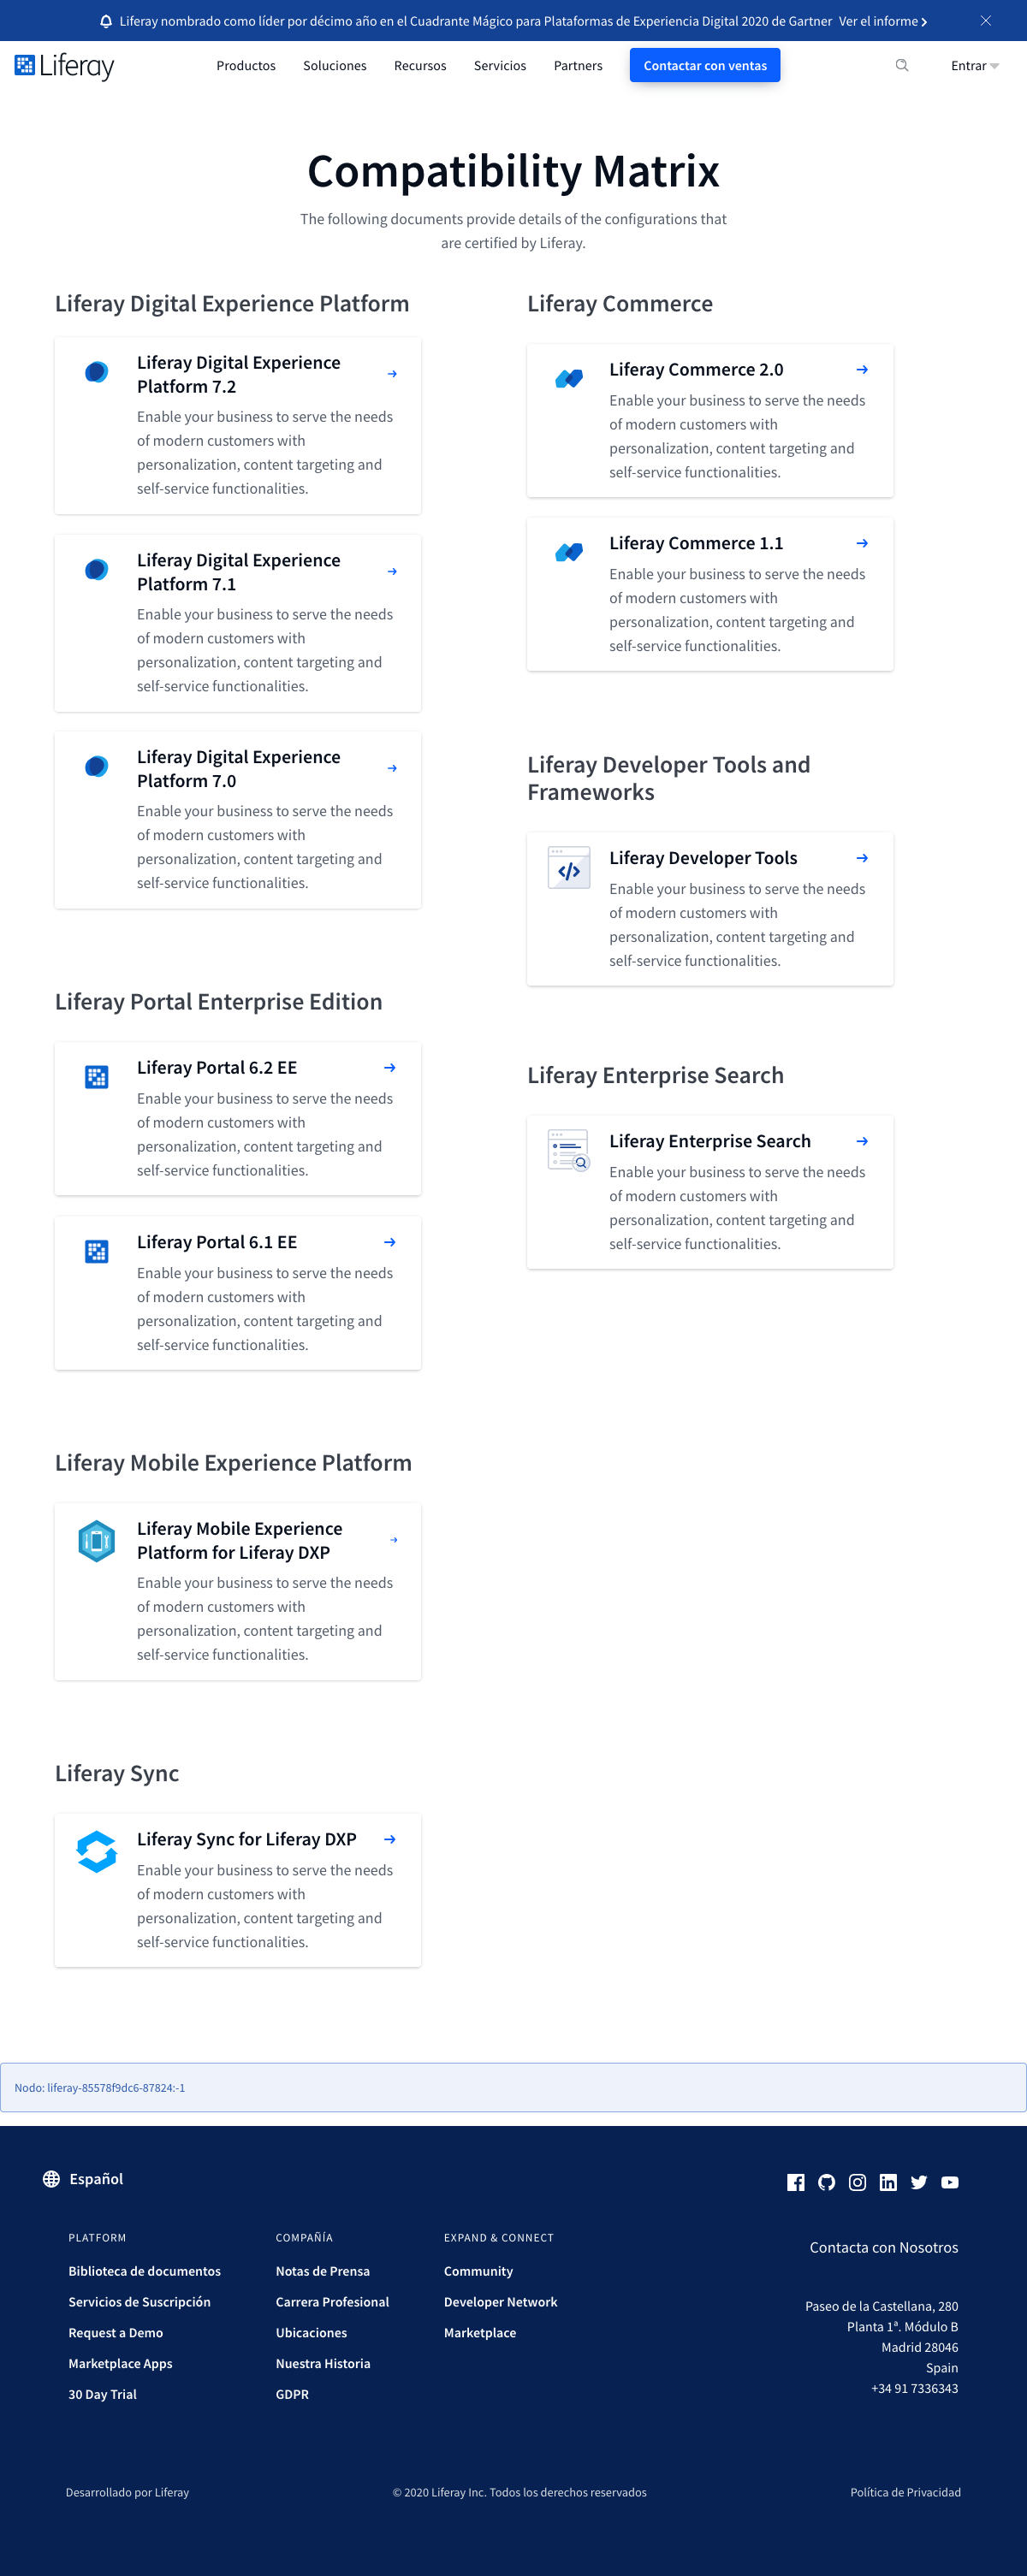 Liferay nombrado como líder por décimo año en el Cuadrante Mágico para Plataformas de Experiencia Digital 2020 de Gartner Ver el informe
Liferay
Productos
Soluciones
Recursos
Servicios
Partners
Contactar con ventas
Entrar
Compatibility Matrix
The following documents provide details of the configurations that
are certified by Liferay.
Liferay Digital Experience Platform
Liferay Digital Experience
Platform 7.2
Enable your business to serve the needs
of modern customers with
personalization, content targeting and
self-service functionalities.
Liferay Digital Experience
Platform 7.1
Enable your business to serve the needs
of modern customers with
personalization, content targeting and
self-service functionalities.
Liferay Digital Experience
Platform 7.0
Enable your business to serve the needs
of modern customers with
personalization, content targeting and
self-service functionalities.
Liferay Portal Enterprise Edition
Liferay Portal 6.2 EE
Enable your business to serve the needs
of modern customers with
personalization, content targeting and
self-service functionalities.
Liferay Portal 6.1 EE
Enable your business to serve the needs
of modern customers with
personalization, content targeting and
self-service functionalities.
Liferay Mobile Experience Platform
Liferay Mobile Experience
Platform for Liferay DXP
Enable your business to serve the needs
of modern customers with
personalization, content targeting and
self-service functionalities.
Liferay Sync
Liferay Sync for Liferay DXP
Enable your business to serve the needs
of modern customers with
personalization, content targeting and
self-service functionalities.
Liferay Commerce
Liferay Commerce 2.0
Enable your business to serve the needs
of modern customers with
personalization, content targeting and
self-service functionalities.
Liferay Commerce 1.1
Enable your business to serve the needs
of modern customers with
personalization, content targeting and
self-service functionalities.
Liferay Developer Tools and
Frameworks
Liferay Developer Tools
Enable your business to serve the needs
of modern customers with
personalization, content targeting and
self-service functionalities.
Liferay Enterprise Search
Liferay Enterprise Search
Enable your business to serve the needs
of modern customers with
personalization, content targeting and
self-service functionalities.
Nodo: liferay-85578f9dc6-87824:-1
Español
PLATFORM
Biblioteca de documentos
Servicios de Suscripción
Request a Demo
Marketplace Apps
30 Day Trial
COMPAÑÍA
Notas de Prensa
Carrera Profesional
Ubicaciones
Nuestra Historia
GDPR
EXPAND & CONNECT
Community
Developer Network
Marketplace
Contacta con Nosotros
Paseo de la Castellana, 280
Planta 1ª. Módulo B
Madrid 28046
Spain
+34 91 7336343
Desarrollado por Liferay
© 2020 Liferay Inc. Todos los derechos reservados
Política de Privacidad